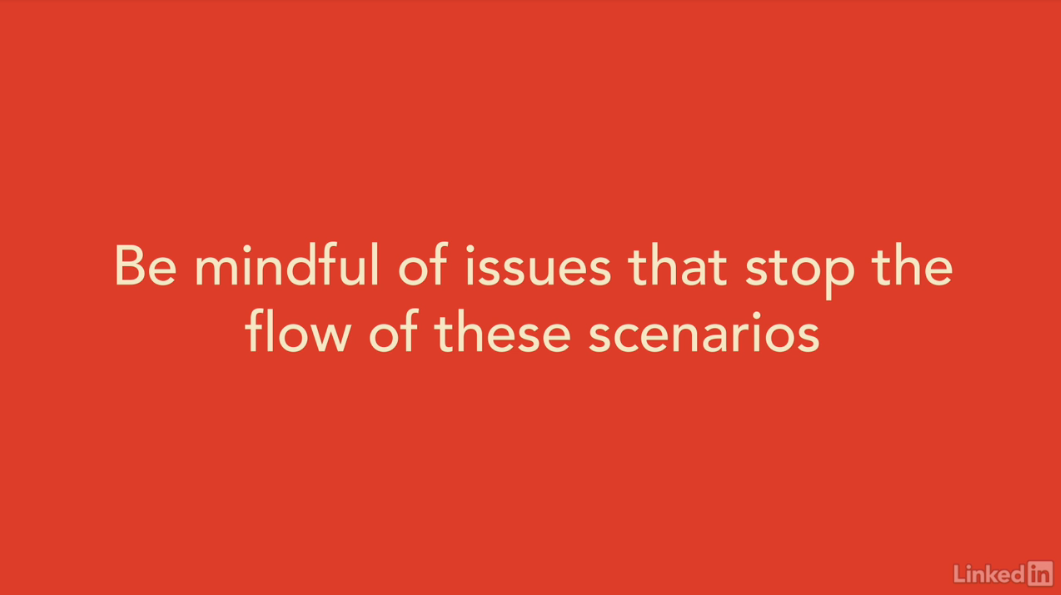 Be mindful of issues that stop the
flow of these scenarios
LinkedIn